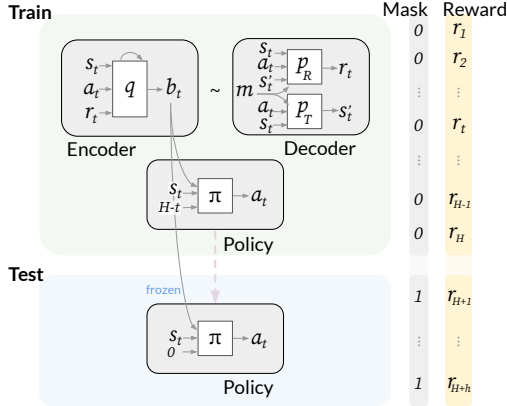 Train
Mask Reward
s_t
a_t
r_t
q
b_t
Encoder
~
m
s_t
a_t
s'_t
p_R
r_t
a_t
s_t
p_T
s'_t
Decoder
s_t
H-t
π
a_t
Policy
Test
frozen
s_t
0
π
a_t
Policy
0 r_1
0 r_2
⋮ ⋮
0 r_t
⋮ ⋮
0 r_{H-1}
0 r_H
1 r_{H+1}
⋮ ⋮
1 r_{H+h}